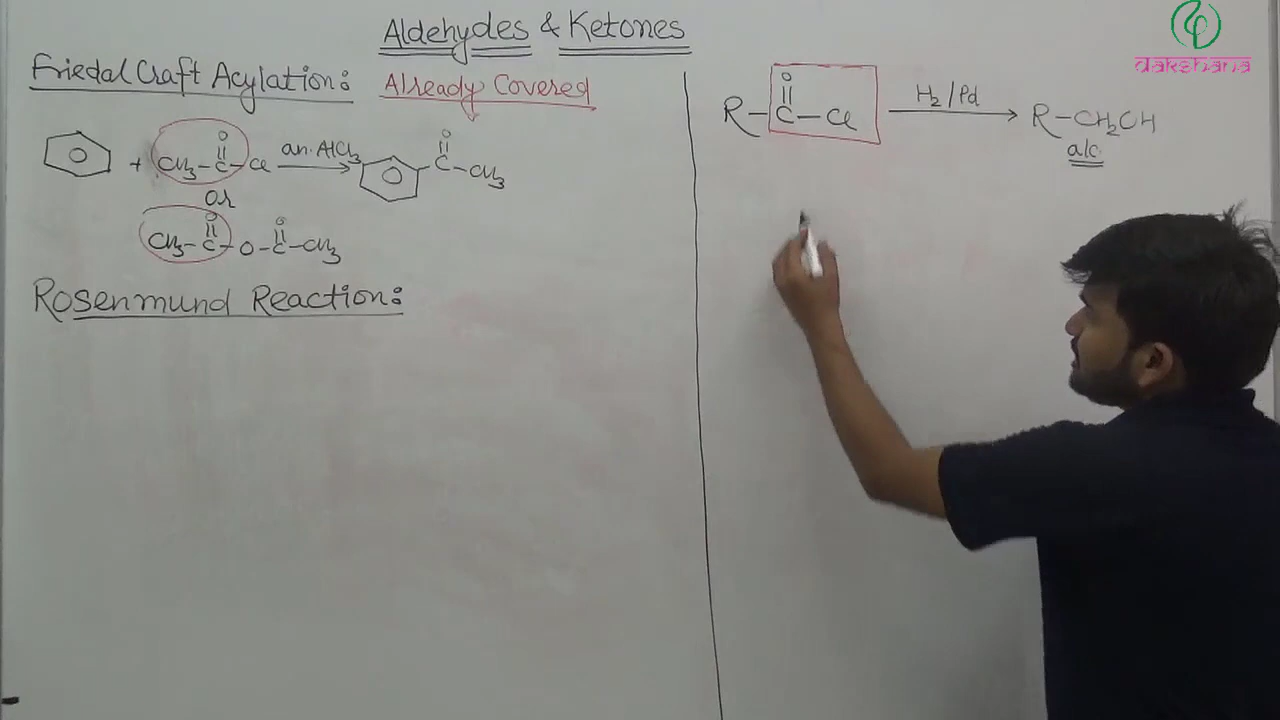 Aldehydes & Ketones
dakshana
Friedal Craft Acylation: Already Covered
+ CH3-C(=O)-Cl an. AlCl3 C(=O)-CH3
or
CH3-C(=O)-O-C(=O)-CH3
Rosenmund Reaction:
R-C(=O)-Cl H2/Pd R-CH2OH
alc.